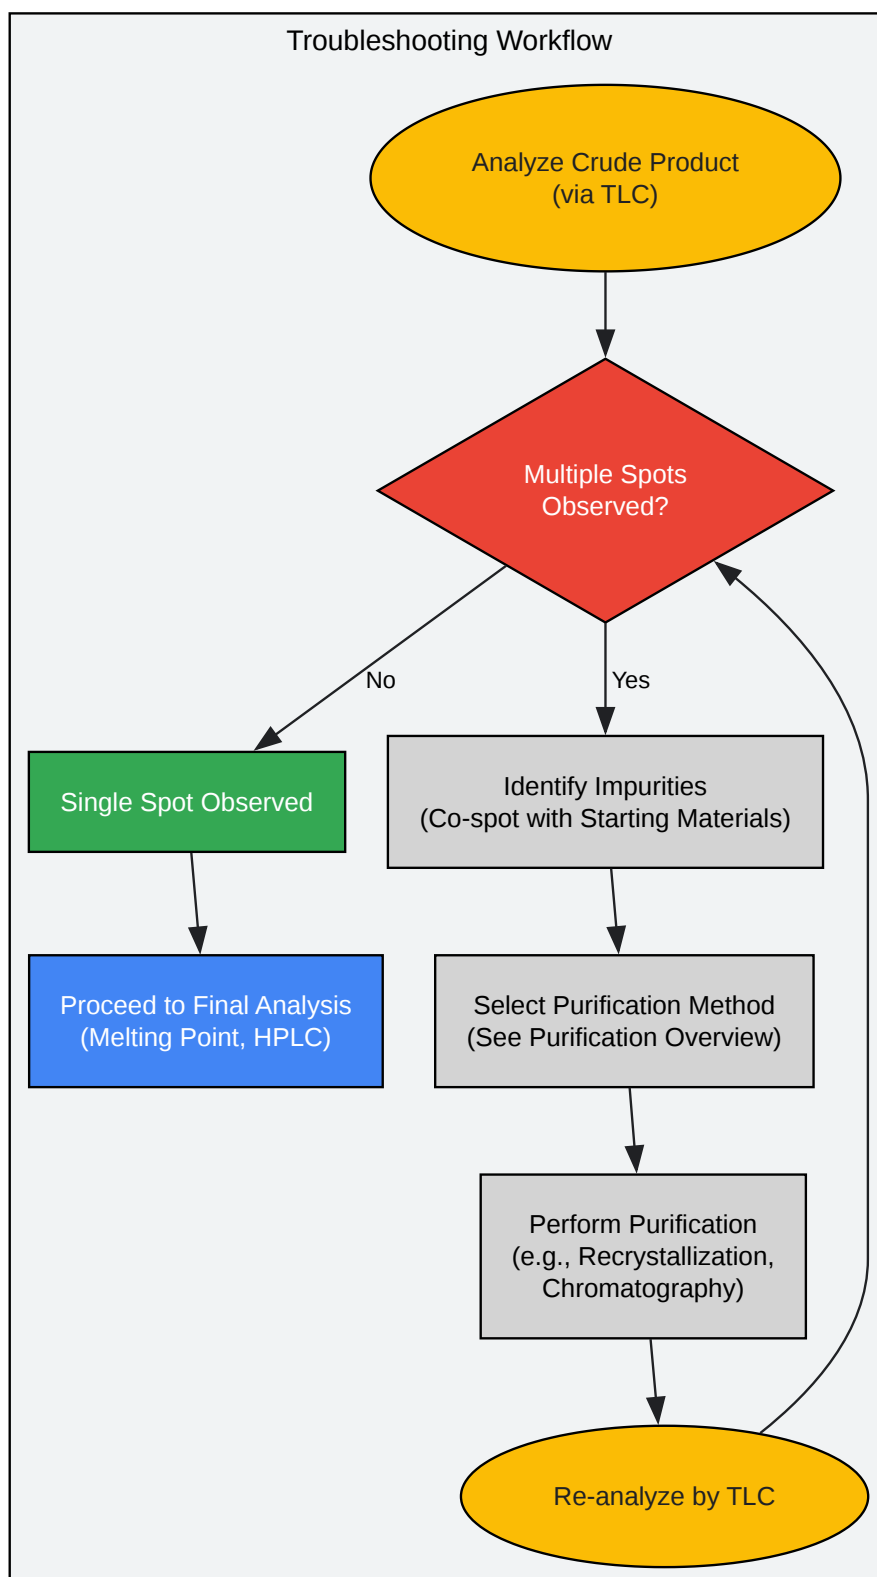 Troubleshooting Workflow
Analyze Crude Product
(via TLC)
Multiple Spots
Observed?
No
Yes
Single Spot Observed
Identify Impurities
(Co-spot with Starting Materials)
Proceed to Final Analysis
(Melting Point, HPLC)
Select Purification Method
(See Purification Overview)
Perform Purification
(e.g., Recrystallization,
Chromatography)
Re-analyze by TLC